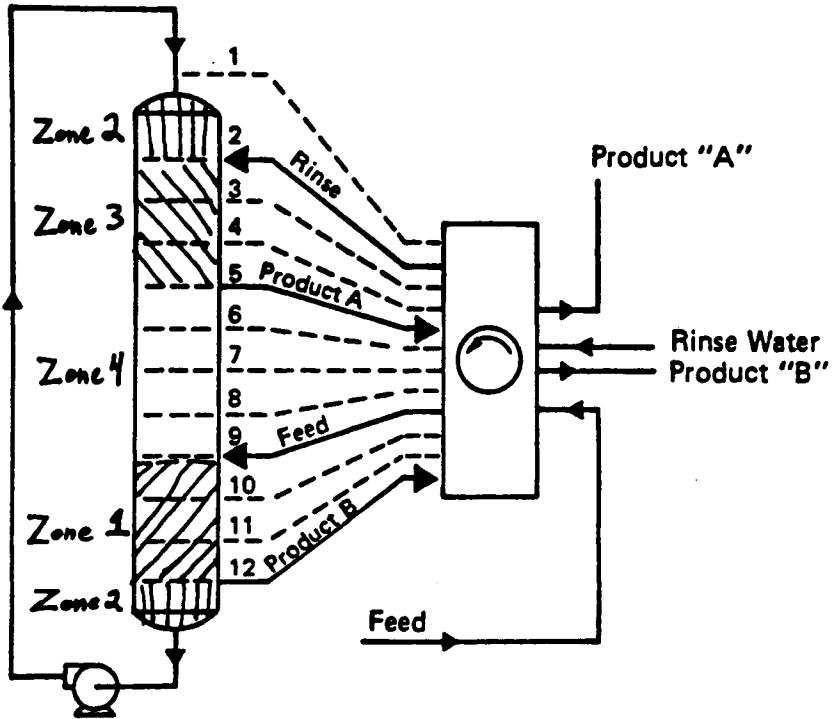 1
Zone 2
2
Rinse
Product "A"
3
Zone 3
4
5
Product A
6
Rinse Water
7
Product "B"
Zone 4
8
9
Feed
10
11
Zone 1
12
Product B
Zone 2
Feed